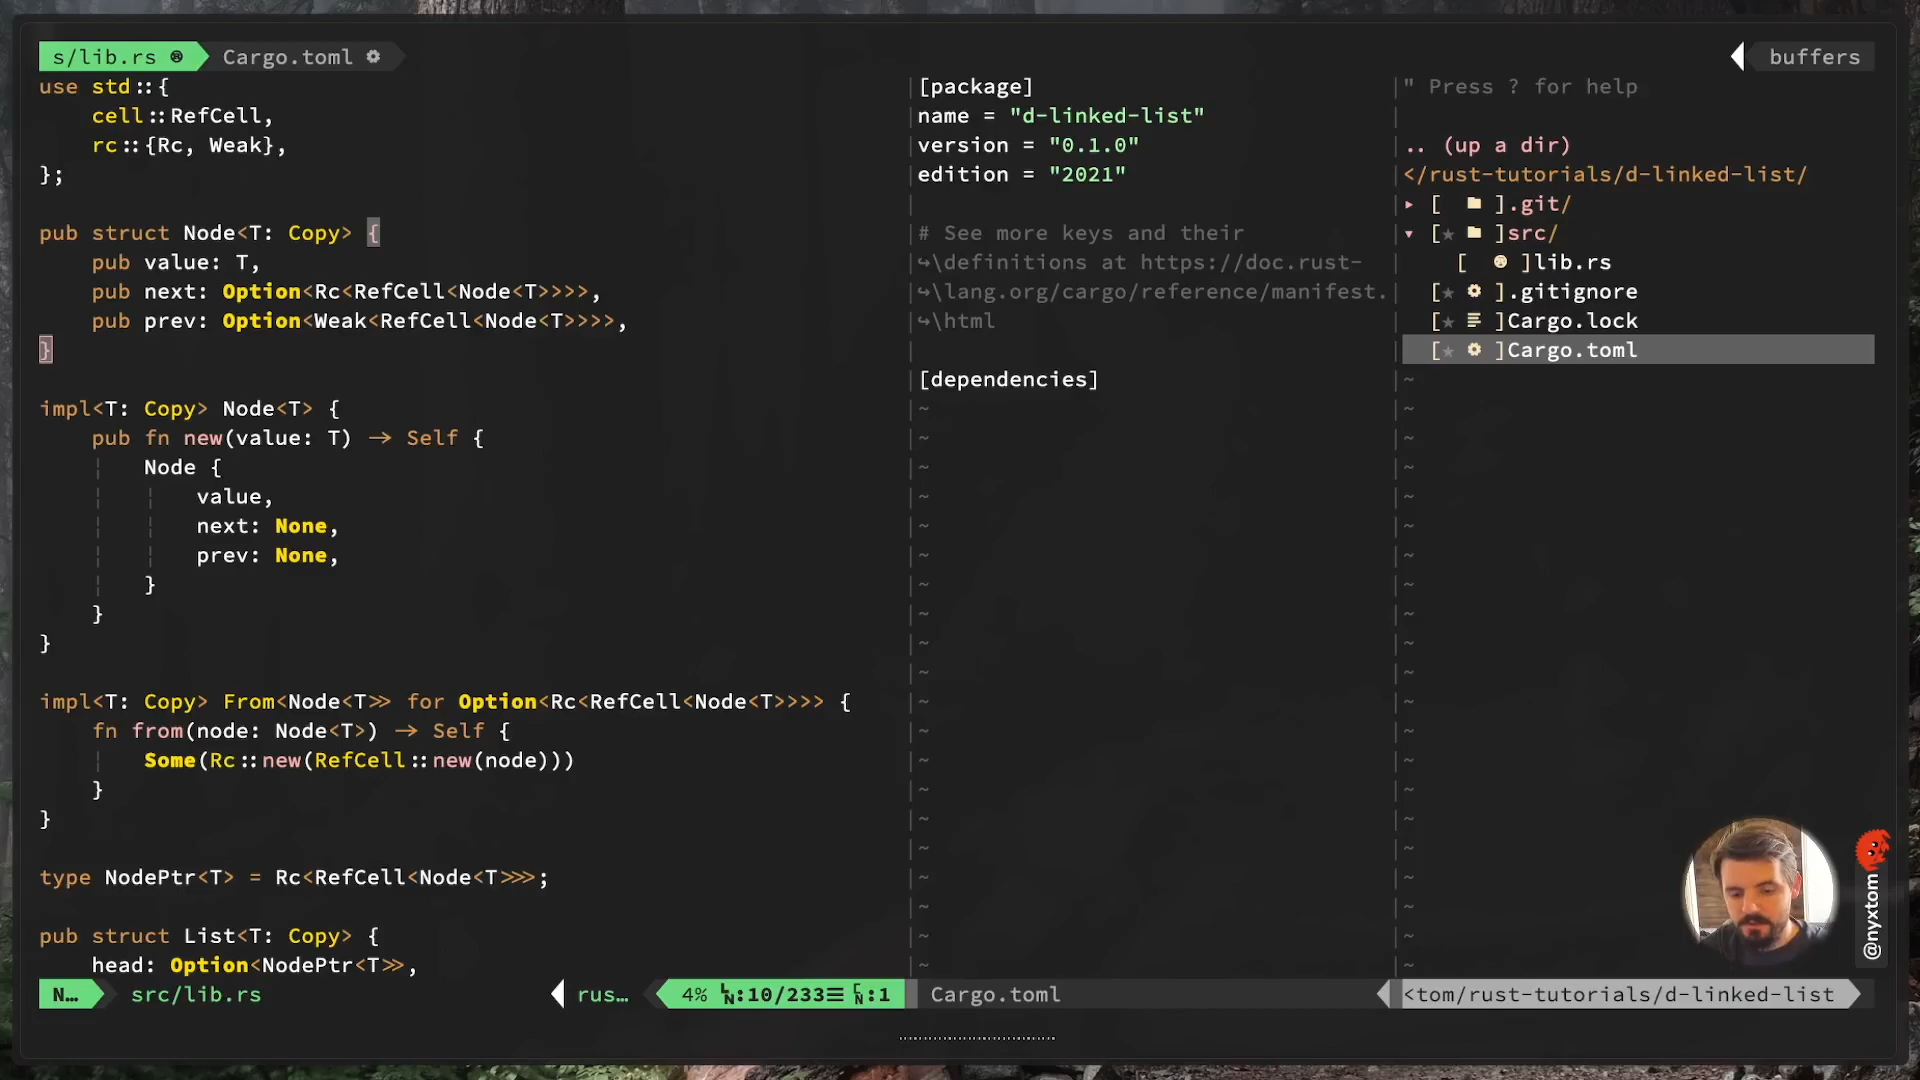 s/lib.rs
Cargo.toml
buffers
use std::{
    cell::RefCell,
    rc::{Rc, Weak},
};
pub struct Node<T: Copy> {
    pub value: T,
    pub next: Option<Rc<RefCell<Node<T>>>>,
    pub prev: Option<Weak<RefCell<Node<T>>>>,
}
impl<T: Copy> Node<T> {
    pub fn new(value: T) -> Self {
        Node {
            value,
            next: None,
            prev: None,
        }
    }
}
impl<T: Copy> From<Node<T>> for Option<Rc<RefCell<Node<T>>>> {
    fn from(node: Node<T>) -> Self {
        Some(Rc::new(RefCell::new(node)))
    }
}
type NodePtr<T> = Rc<RefCell<Node<T>>>;
pub struct List<T: Copy> {
    head: Option<NodePtr<T>>,
[package]
name = "d-linked-list"
version = "0.1.0"
edition = "2021"
# See more keys and their
↪\definitions at https://doc.rust-
↪\lang.org/cargo/reference/manifest.
↪\html
[dependencies]
" Press ? for help
.. (up a dir)
</rust-tutorials/d-linked-list/
▸ [ ].git/
▾ [★ ]src/
[ ]lib.rs
[★ ].gitignore
[★ ]Cargo.lock
[★ ]Cargo.toml
@nyxtom
N… src/lib.rs rus… 4% LN:10/233☰ CN:1
Cargo.toml
<tom/rust-tutorials/d-linked-list